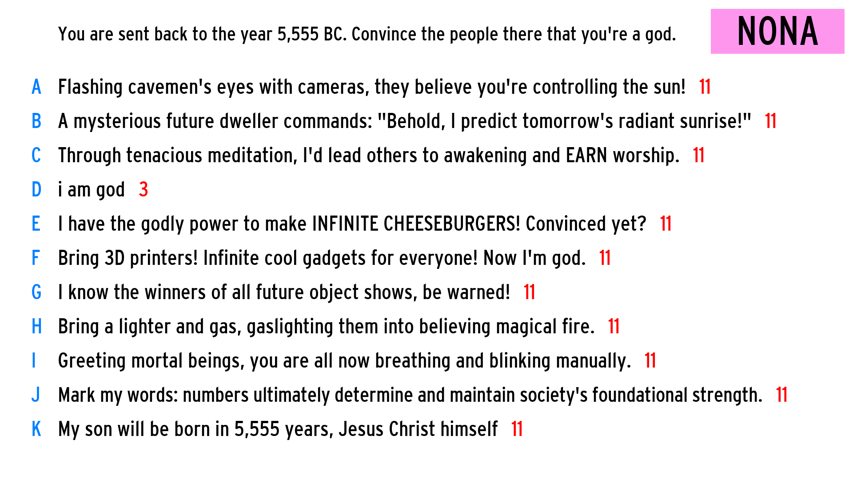 You are sent back to the year 5,555 BC. Convince the people there that you're a god.
NONA
A Flashing cavemen's eyes with cameras, they believe you're controlling the sun! 11
B A mysterious future dweller commands: "Behold, I predict tomorrow's radiant sunrise!" 11
C Through tenacious meditation, I'd lead others to awakening and EARN worship. 11
D i am god 3
E I have the godly power to make INFINITE CHEESEBURGERS! Convinced yet? 11
F Bring 3D printers! Infinite cool gadgets for everyone! Now I'm god. 11
G I know the winners of all future object shows, be warned! 11
H Bring a lighter and gas, gaslighting them into believing magical fire. 11
I Greeting mortal beings, you are all now breathing and blinking manually. 11
J Mark my words: numbers ultimately determine and maintain society's foundational strength. 11
K My son will be born in 5,555 years, Jesus Christ himself 11